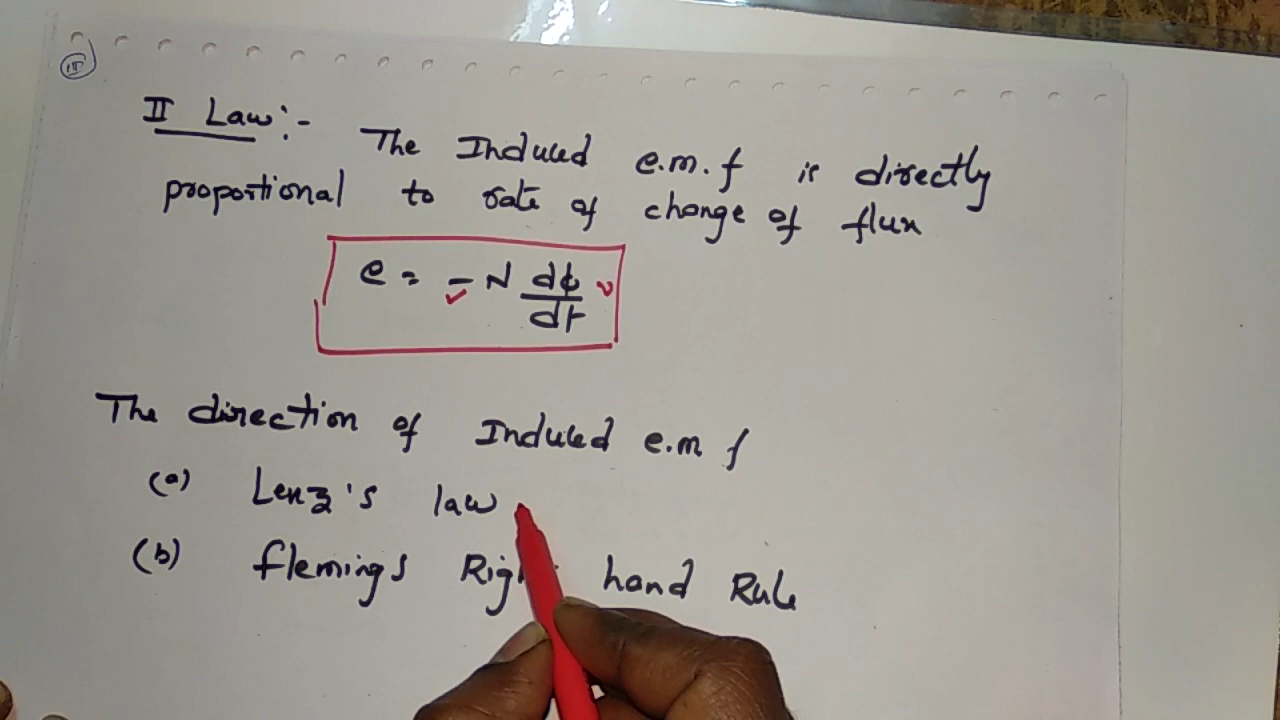 II Law:-  The Induced e.m.f is directly
proportional to rate of change of flux
e = - N dφ/dt
The direction of Induced e.m f
(a) Lenz's law
(b) flemings Right hand Rule